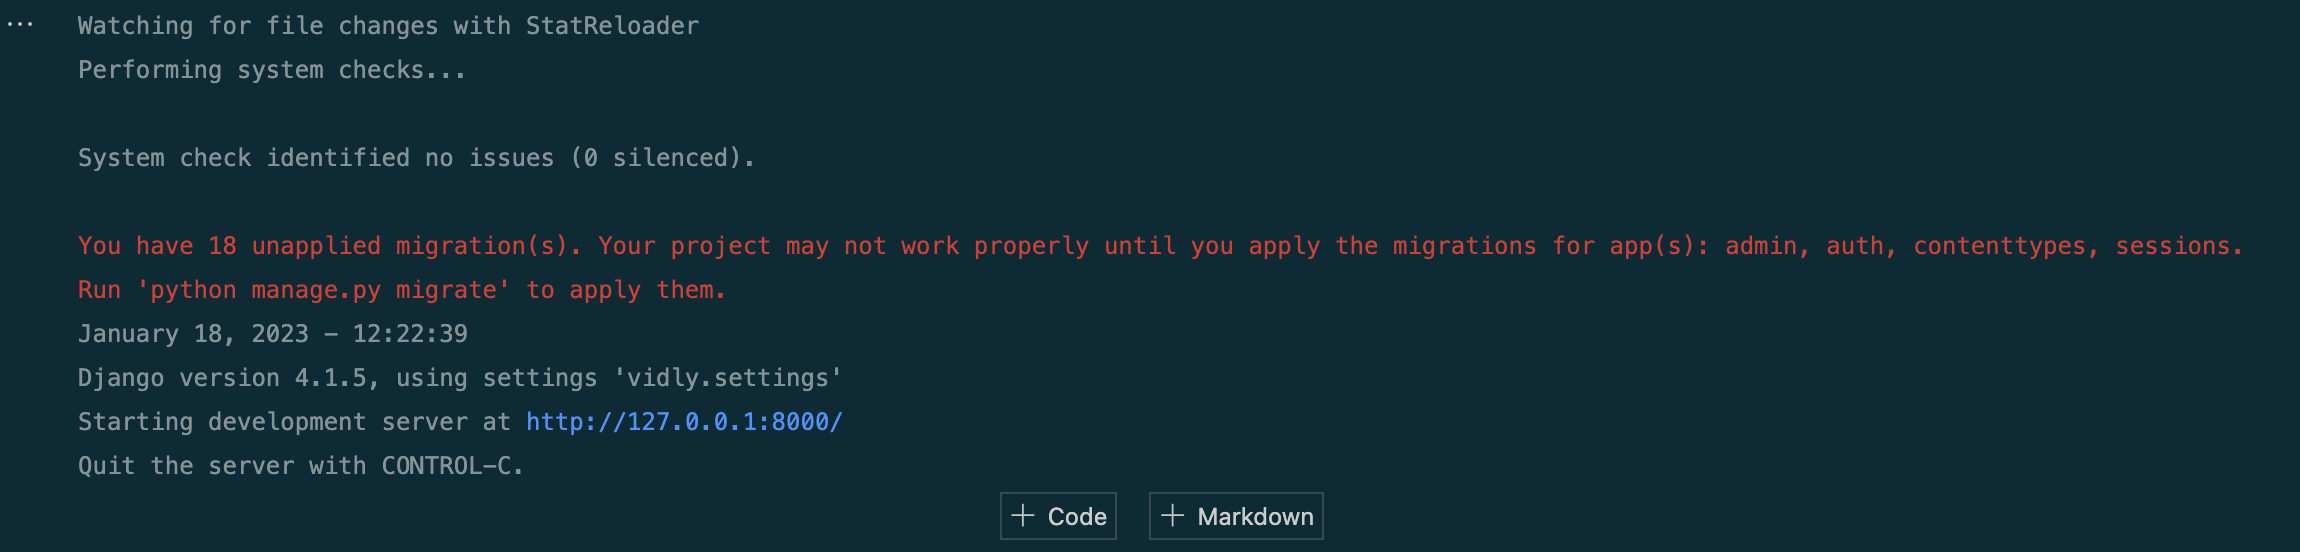 Watching for file changes with StatReloader
Performing system checks...
System check identified no issues (0 silenced).
You have 18 unapplied migration(s). Your project may not work properly until you apply the migrations for app(s): admin, auth, contenttypes, sessions.
Run 'python manage.py migrate' to apply them.
January 18, 2023 - 12:22:39
Django version 4.1.5, using settings 'vidly.settings'
Starting development server at http://127.0.0.1:8000/
Quit the server with CONTROL-C.
+ Code + Markdown